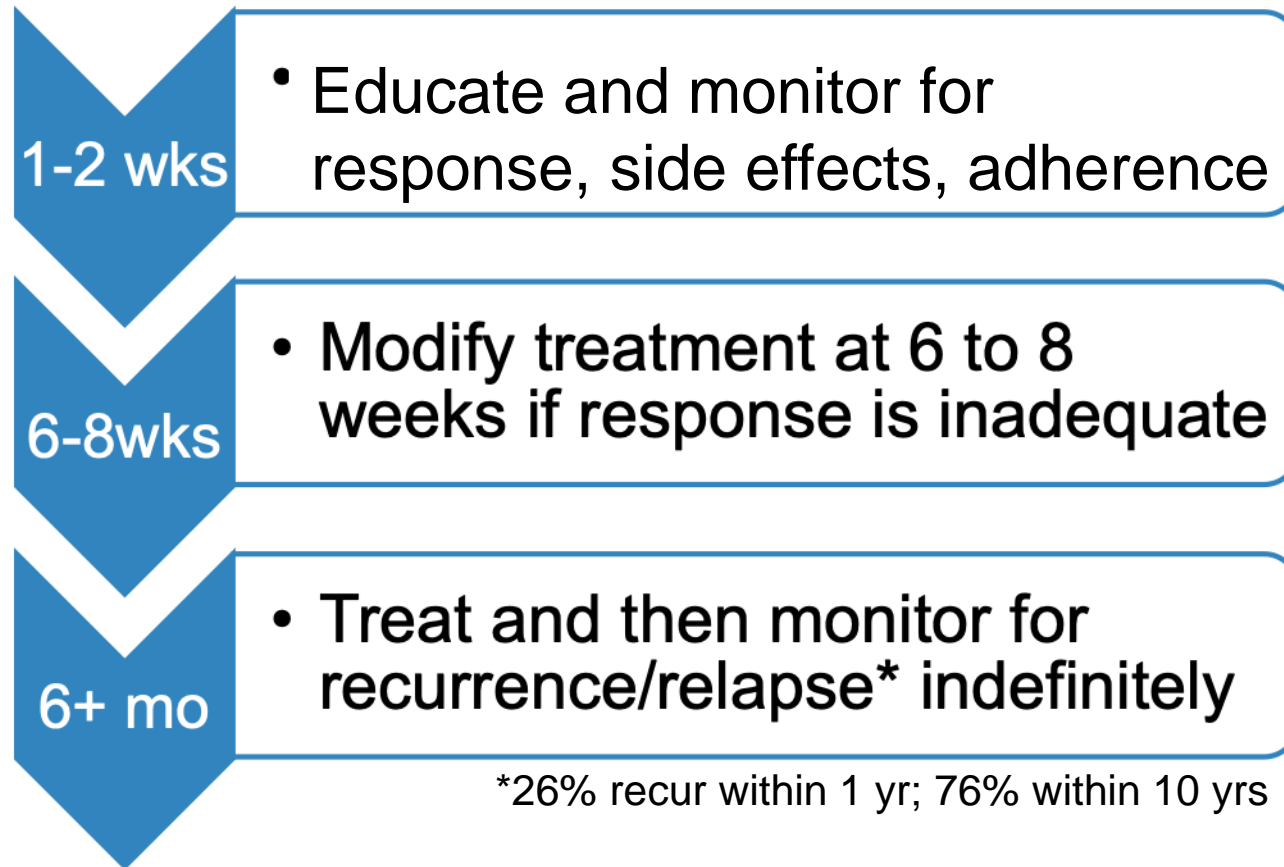 1-2 wks
• Educate and monitor for
response, side effects, adherence
6-8wks
• Modify treatment at 6 to 8
weeks if response is inadequate
6+ mo
• Treat and then monitor for
recurrence/relapse* indefinitely
*26% recur within 1 yr; 76% within 10 yrs